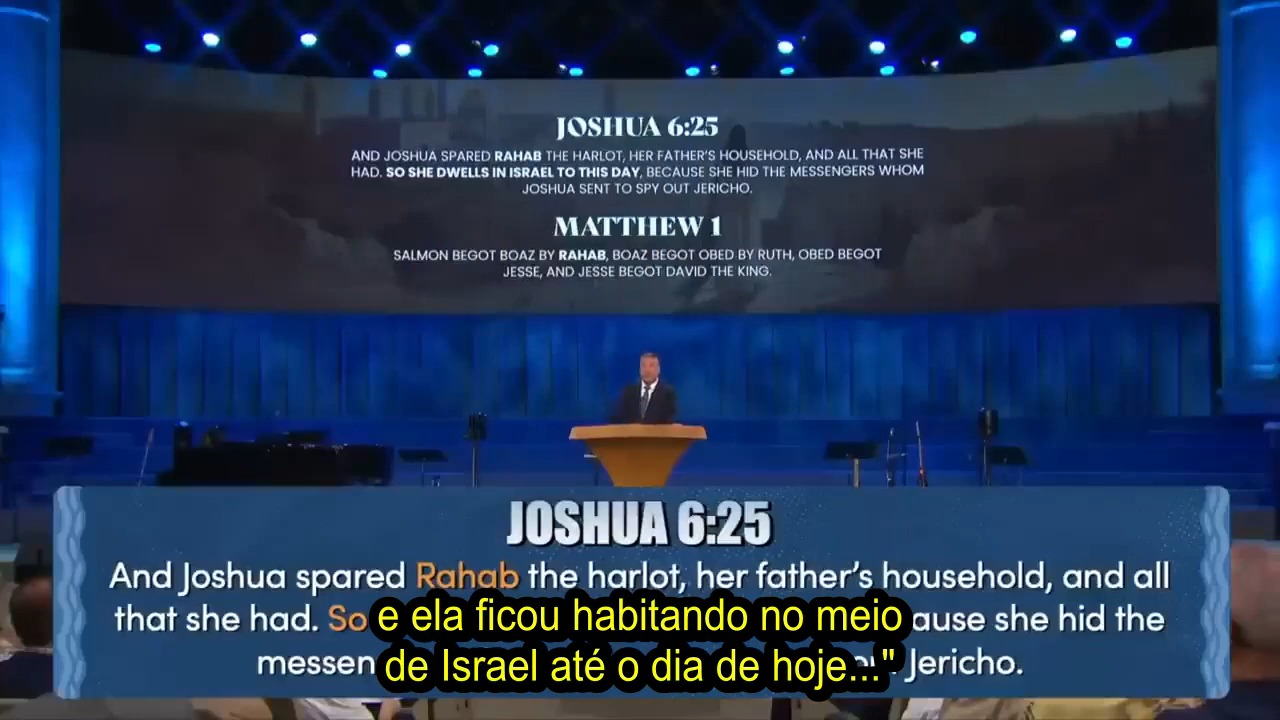 JOSHUA 6:25
AND JOSHUA SPARED RAHAB THE HARLOT, HER FATHER'S HOUSEHOLD, AND ALL THAT SHE
HAD. SO SHE DWELLS IN ISRAEL TO THIS DAY, BECAUSE SHE HID THE MESSENGERS WHOM
JOSHUA SENT TO SPY OUT JERICHO.
MATTHEW 1
SALMON BEGOT BOAZ BY RAHAB, BOAZ BEGOT OBED BY RUTH, OBED BEGOT
JESSE, AND JESSE BEGOT DAVID THE KING.
JOSHUA 6:25
And Joshua spared Rahab the harlot, her father's household, and all
that she had. So ause she hid the
messen Jericho.
e ela ficou habitando no meio
de Israel até o dia de hoje..."